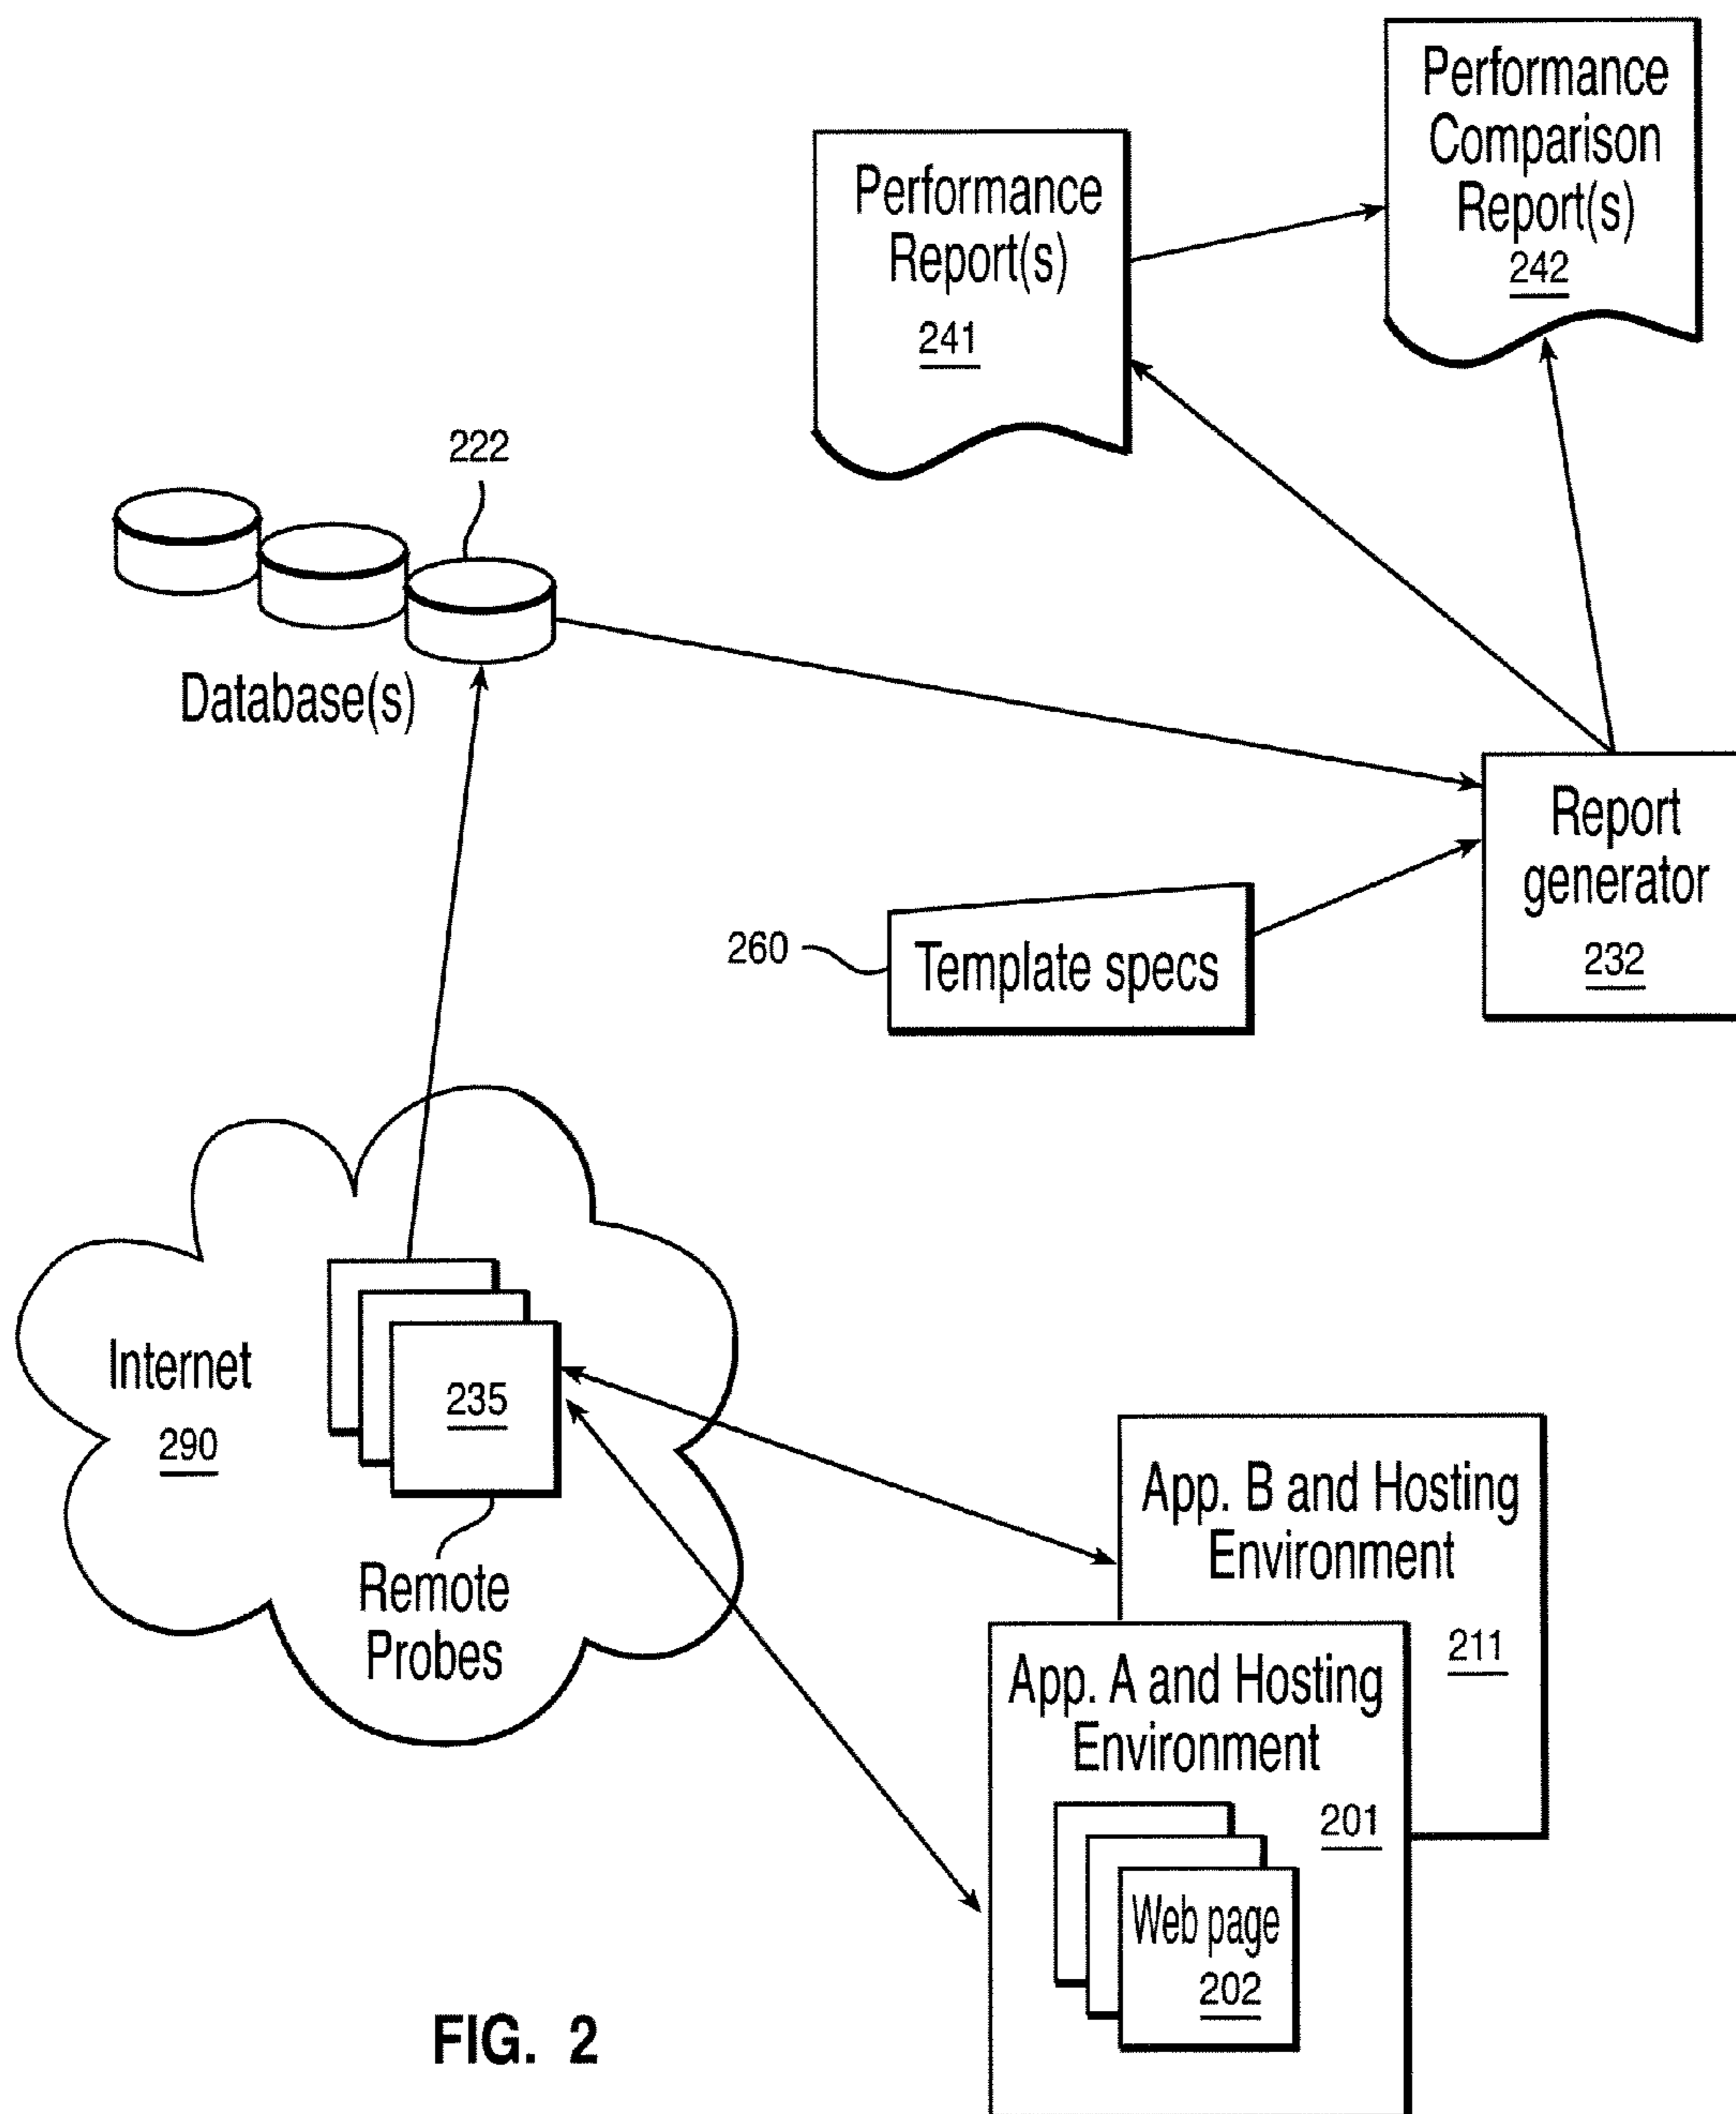 Performance
Comparison
Report(s)
242
Performance
Report(s)
241
222
Database(s)
Report
generator
232
260
Template specs
Internet
290
235
Remote
Probes
App. B and Hosting
Environment
211
App. A and Hosting
Environment
201
Web page
202
FIG. 2